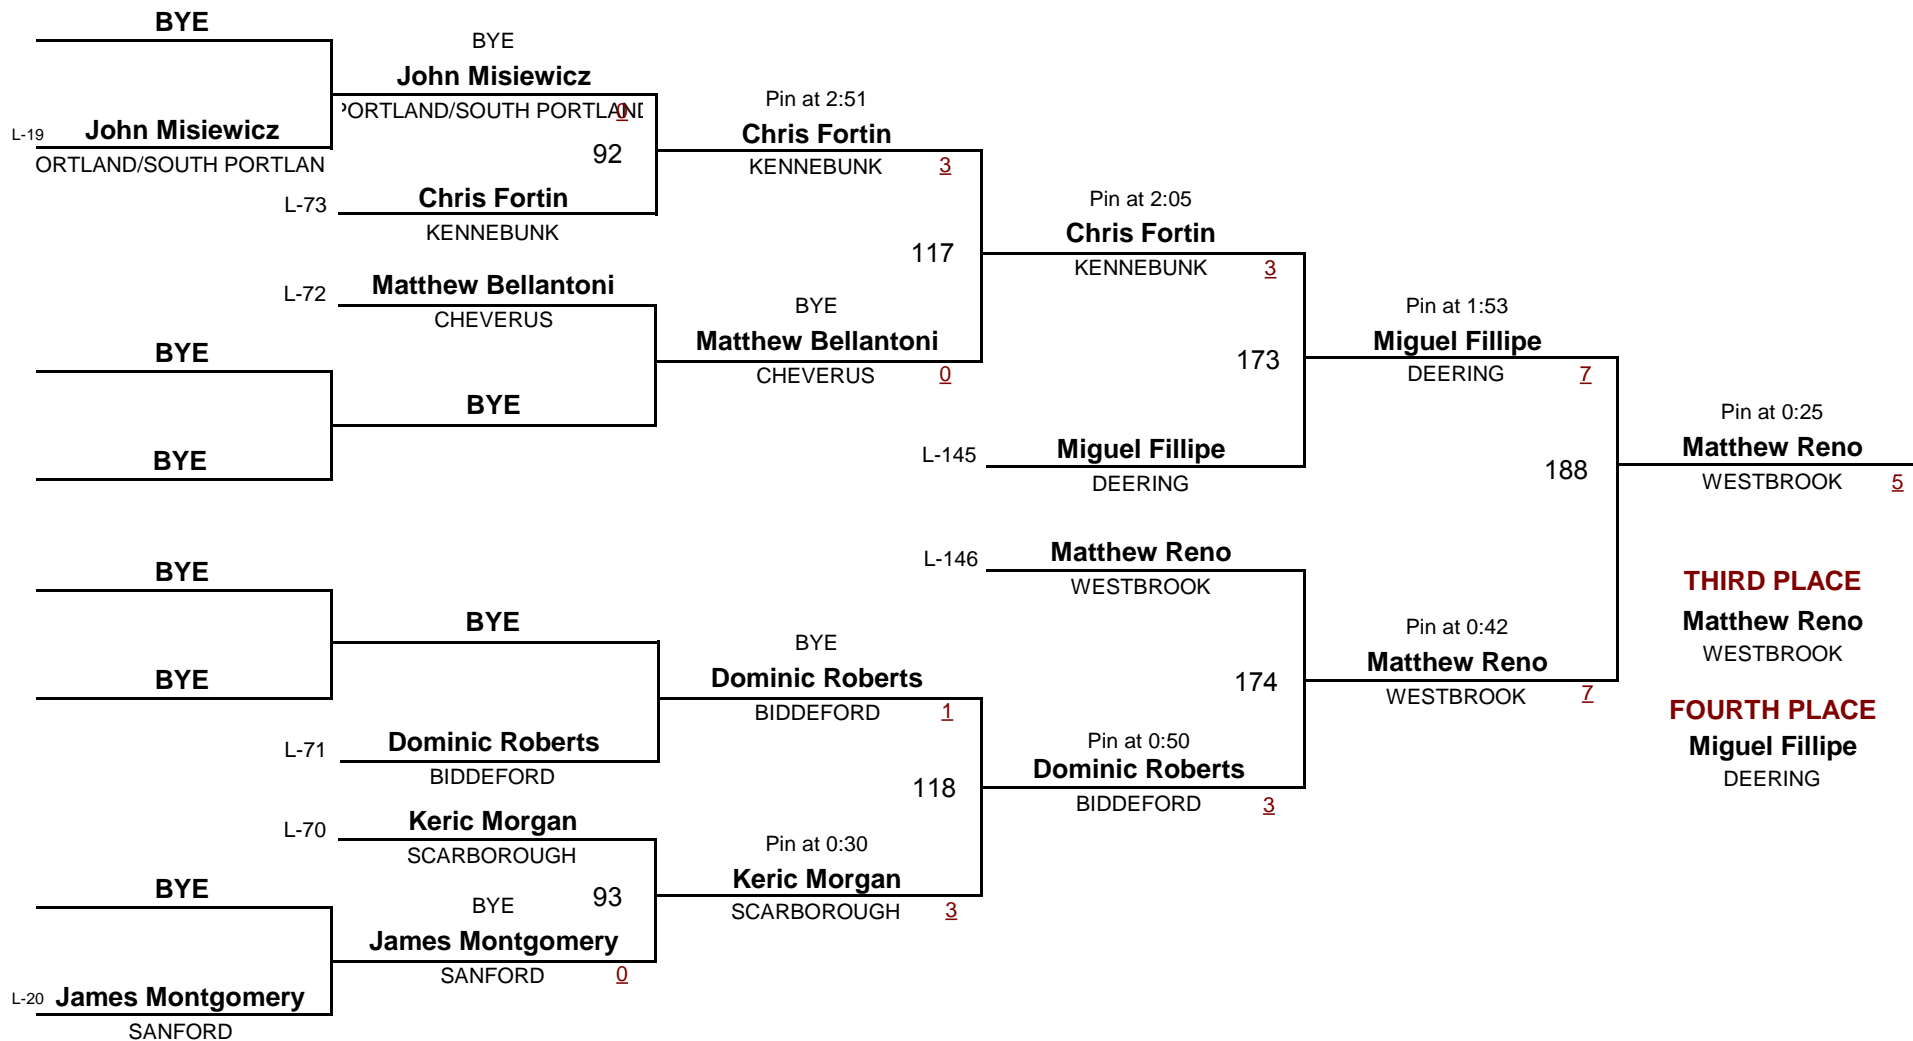 BYE
L-19 John Misiewicz
ORTLAND/SOUTH PORTLAN
BYE
BYE
BYE
BYE
BYE
L-20 James Montgomery
SANFORD
BYE
John Misiewicz
PORTLAND/SOUTH PORTLAND 0
92
L-73 Chris Fortin
KENNEBUNK
L-72 Matthew Bellantoni
CHEVERUS
BYE
BYE
L-71 Dominic Roberts
BIDDEFORD
L-70 Keric Morgan
SCARBOROUGH
93
BYE
James Montgomery
SANFORD 0
Pin at 2:51
Chris Fortin
KENNEBUNK 3
117
BYE
Matthew Bellantoni
CHEVERUS 0
BYE
Dominic Roberts
BIDDEFORD 1
118
Pin at 0:30
Keric Morgan
SCARBOROUGH 3
Pin at 2:05
Chris Fortin
KENNEBUNK 3
173
L-145 Miguel Fillipe
DEERING
L-146 Matthew Reno
WESTBROOK
174
Pin at 0:50
Dominic Roberts
BIDDEFORD 3
Pin at 1:53
Miguel Fillipe
DEERING 7
188
Pin at 0:42
Matthew Reno
WESTBROOK 7
Pin at 0:25
Matthew Reno
WESTBROOK 5
THIRD PLACE
Matthew Reno
WESTBROOK
FOURTH PLACE
Miguel Fillipe
DEERING